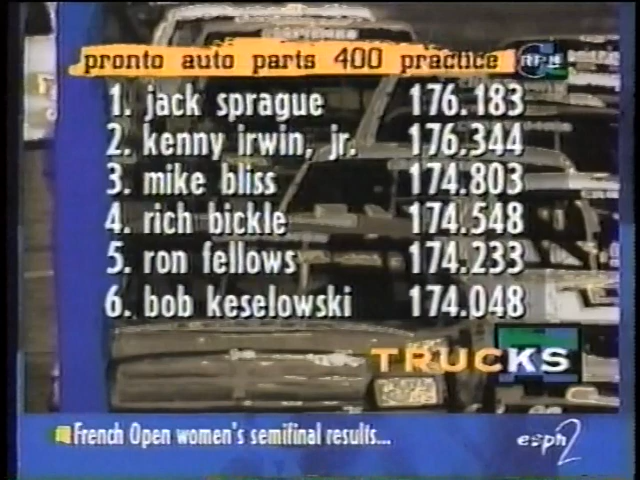 pronto auto parts 400 practice RPM
1. jack sprague 176.183
2. kenny irwin, jr. 176.344
3. mike bliss 174.803
4. rich bickle 174.548
5. ron fellows 174.233
6. bob keselowski 174.048
TRUCKS
French Open women's semifinal results...
espn2